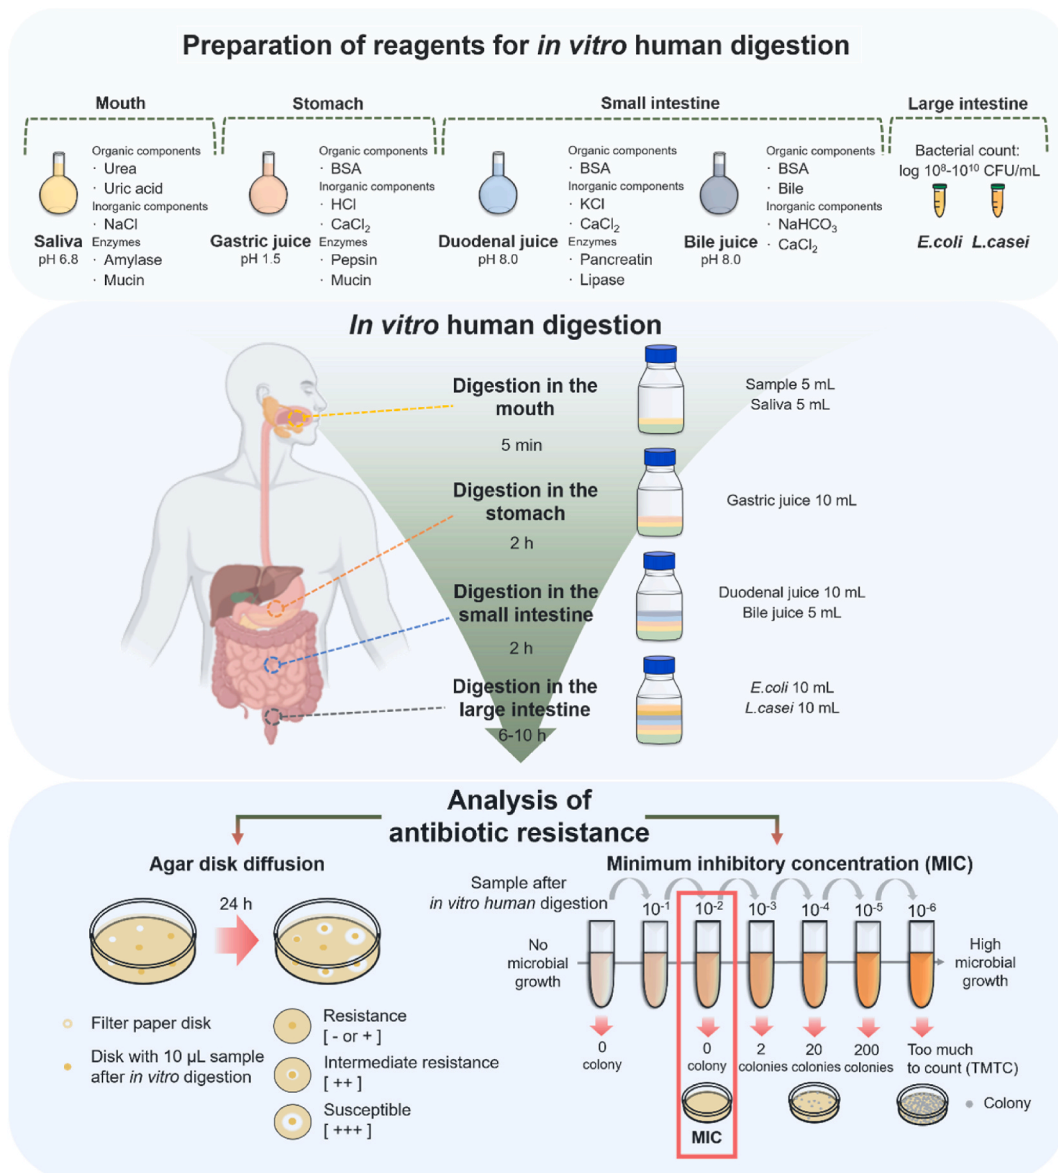 Preparation of reagents for in vitro human digestion
Mouth
Stomach
Small intestine
Large intestine
Saliva
pH 6.8
Organic components
· Urea
· Uric acid
Inorganic components
· NaCl
Enzymes
· Amylase
· Mucin
Gastric juice
pH 1.5
Organic components
· BSA
Inorganic components
· HCl
· CaCl₂
Enzymes
· Pepsin
· Mucin
Duodenal juice
pH 8.0
Organic components
· BSA
Inorganic components
· KCl
· CaCl₂
Enzymes
· Pancreatin
· Lipase
Bile juice
pH 8.0
Organic components
· BSA
· Bile
Inorganic components
· NaHCO₃
· CaCl₂
Bacterial count:
log 10⁸-10¹⁰ CFU/mL
E.coli L.casei
In vitro human digestion
Digestion in the
mouth
5 min
Sample 5 mL
Saliva 5 mL
Digestion in the
stomach
2 h
Gastric juice 10 mL
Digestion in the
small intestine
2 h
Duodenal juice 10 mL
Bile juice 5 mL
Digestion in the
large intestine
6-10 h
E.coli 10 mL
L.casei 10 mL
Analysis of
antibiotic resistance
Agar disk diffusion
24 h
Filter paper disk
Disk with 10 µL sample
after in vitro digestion
Resistance
[ - or + ]
Intermediate resistance
[ ++ ]
Susceptible
[ +++ ]
Minimum inhibitory concentration (MIC)
Sample after
in vitro human digestion
10⁻¹ 10⁻² 10⁻³ 10⁻⁴ 10⁻⁵ 10⁻⁶
No
microbial
growth
High
microbial
growth
0
colony
0
colony
2
colonies
20
colonies
200
colonies
Too much
to count (TMTC)
MIC
Colony